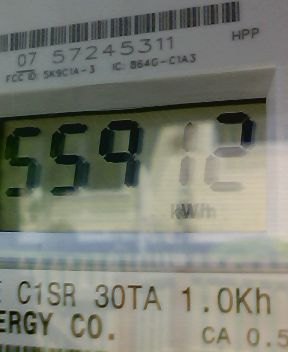 07 57245311 HPP
FCC ID: SK9C1A-3 IC: 864G-C1A3
55912
kWh
C1SR 30TA 1.0Kh
ERGY CO. CA 0.5